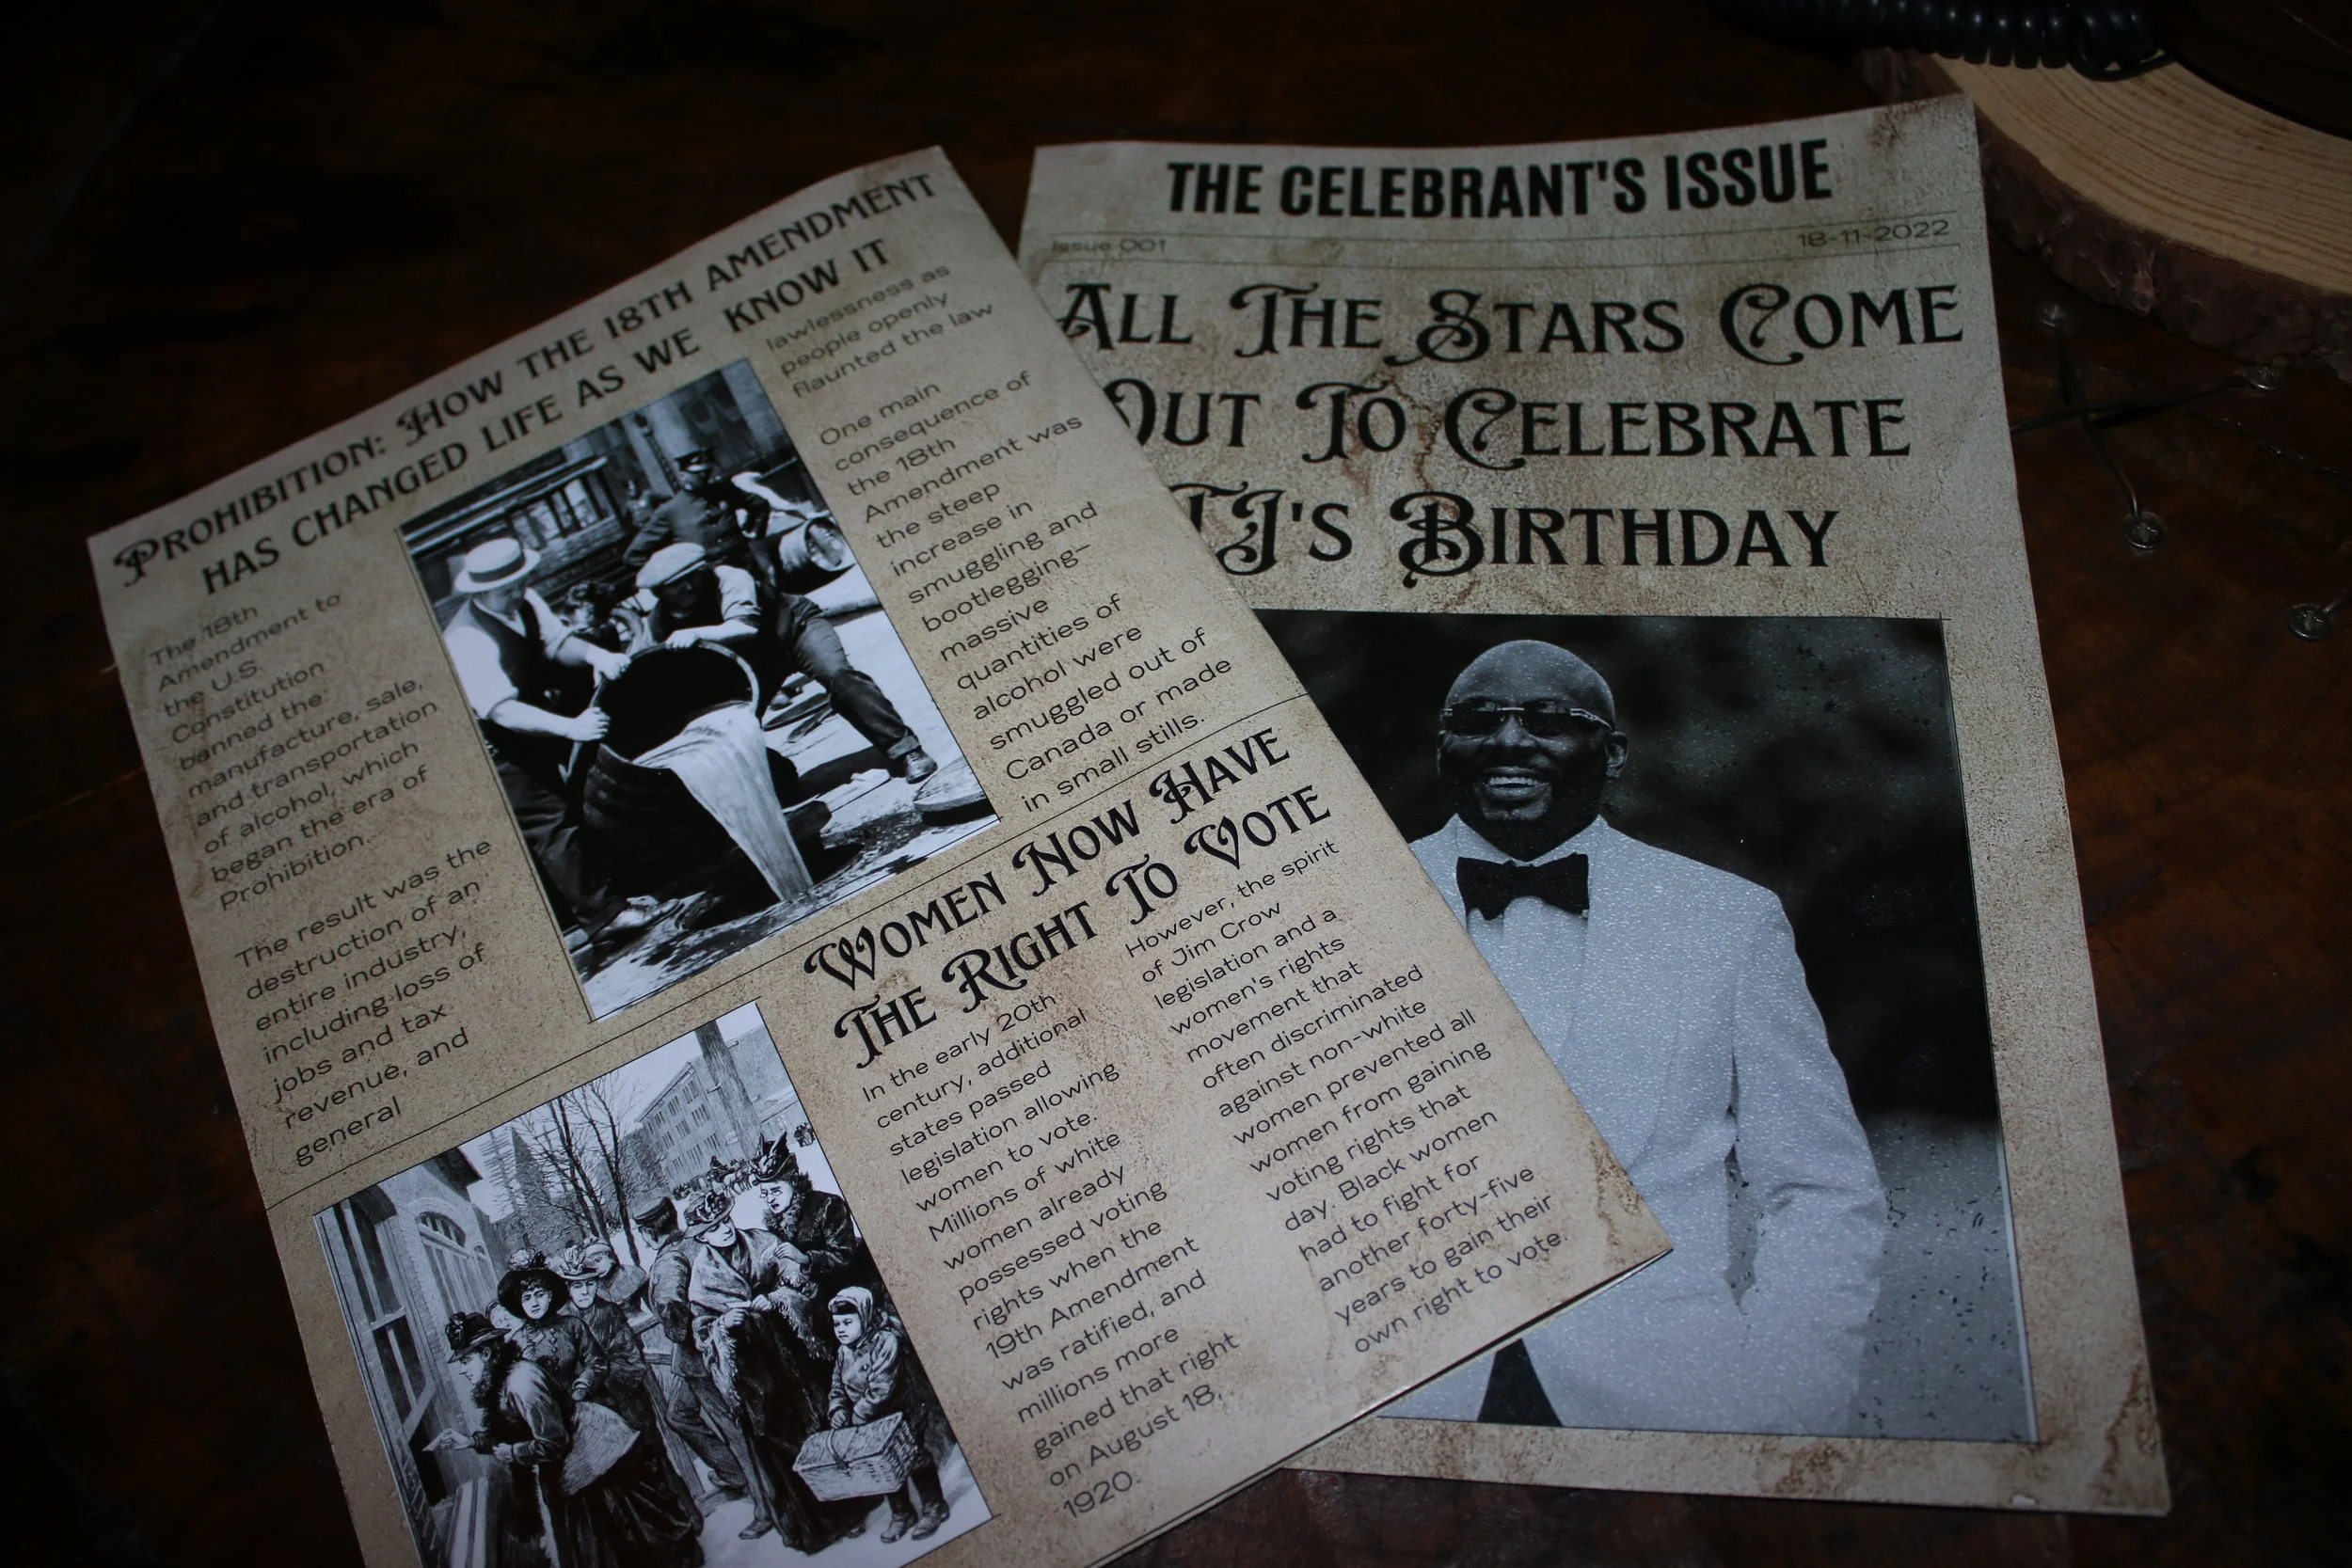 PROHIBITION: HOW THE 18TH AMENDMENT
HAS CHANGED LIFE AS WE KNOW IT
The 18th
Amendment to
the U.S.
Constitution
banned the
manufacture, sale,
and transportation
of alcohol, which
began the era of
Prohibition.
The result was the
destruction of an
entire industry,
including loss of
jobs and tax
revenue, and
general
lawlessness as
people openly
flaunted the law
One main
consequence of
the 18th
Amendment was
the steep
increase in
smuggling and
bootlegging–
massive
quantities of
alcohol were
smuggled out of
Canada or made
in small stills.
WOMEN NOW HAVE
THE RIGHT TO VOTE
In the early 20th
century, additional
states passed
legislation allowing
women to vote.
Millions of white
women already
possessed voting
rights when the
19th Amendment
was ratified, and
millions more
gained that right
on August 18,
1920.
However, the spirit
of Jim Crow
legislation and a
women's rights
movement that
often discriminated
against non-white
women prevented all
women from gaining
voting rights that
day. Black women
had to fight for
another forty-five
years to gain their
own right to vote.
THE CELEBRANT'S ISSUE
Issue 001 18-11-2022
ALL THE STARS COME
OUT TO CELEBRATE
TJ'S BIRTHDAY